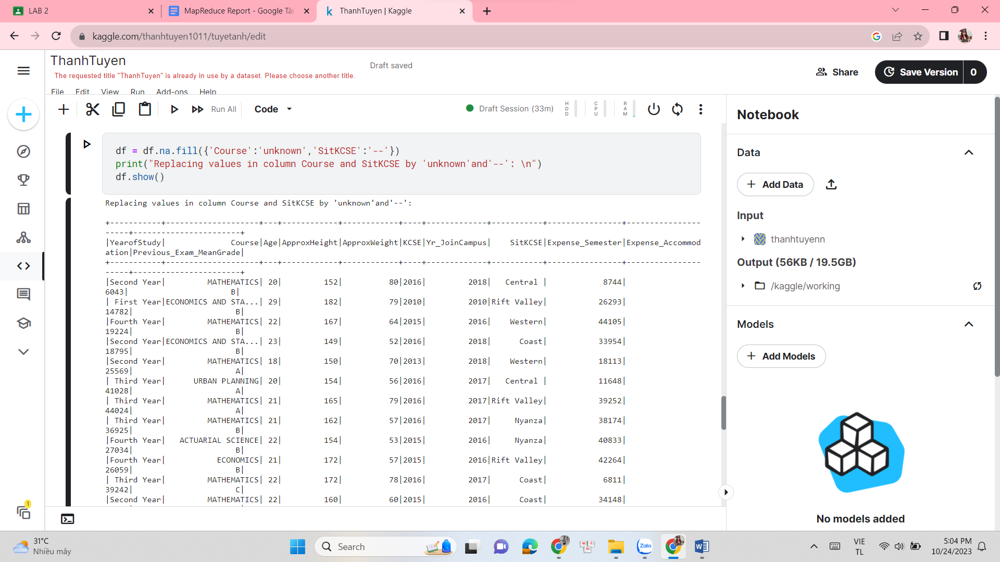 LAB 2
MapReduce Report - Google Tài
ThanhTuyen | Kaggle
kaggle.com/thanhtuyen1011/tuyetanh/edit
ThanhTuyen
Draft saved
The requested title "ThanhTuyen" is already in use by a dataset. Please choose another title.
File Edit View Run Add-ons Help
Share
Save Version 0
Run All
Code
Draft Session (33m)
HDD
CPU
RAM
df = df.na.fill({'Course':'unknown','SitKCSE':'--'})
print("Replacing values in column Course and SitKCSE by 'unknown'and'--': \n")
df.show()
Replacing values in column Course and SitKCSE by 'unknown'and'--':
+-----------+--------------------+---+------------+------------+----+-------------+-----------+----------------+----------------
-----+-----------------------+
|YearofStudy|              Course|Age|ApproxHeight|ApproxWeight|KCSE|Yr_JoinCampus|    SitKCSE|Expense_Semester|Expense_Accommod
ation|Previous_Exam_MeanGrade|
+-----------+--------------------+---+------------+------------+----+-------------+-----------+----------------+----------------
-----+-----------------------+
|Second Year|         MATHEMATICS| 20|         152|          80|2016|         2018|   Central |            8744|
6043|                      B|
| First Year|ECONOMICS AND STA...| 29|         182|          79|2010|         2010|Rift Valley|           26293|
14782|                      B|
|Fourth Year|         MATHEMATICS| 22|         167|          64|2015|         2016|    Western|           44105|
19224|                      B|
|Second Year|ECONOMICS AND STA...| 23|         149|          52|2016|         2018|      Coast|           33954|
18795|                      B|
|Second Year|         MATHEMATICS| 18|         150|          70|2013|         2018|    Western|           18113|
25569|                      A|
| Third Year|      URBAN PLANNING| 20|         154|          56|2016|         2017|   Central |           11648|
41028|                      A|
| Third Year|         MATHEMATICS| 21|         165|          79|2016|         2017|Rift Valley|           39252|
44024|                      A|
| Third Year|         MATHEMATICS| 21|         162|          57|2016|         2017|     Nyanza|           38174|
36925|                      B|
|Fourth Year|   ACTUARIAL SCIENCE| 22|         154|          53|2015|         2016|     Nyanza|           40833|
27034|                      B|
|Fourth Year|           ECONOMICS| 21|         172|          57|2015|         2016|Rift Valley|           42264|
26059|                      B|
| Third Year|         MATHEMATICS| 22|         172|          78|2016|         2017|      Coast|            6811|
39242|                      C|
|Second Year|         MATHEMATICS| 22|         160|          60|2015|         2016|      Coast|           34148|
Notebook
Data
Add Data
Input
thanhtuyenn
Output (56KB / 19.5GB)
/kaggle/working
Models
Add Models
No models added
1
31°C
Nhiều mây
Search
Zalo
VIE
TL
5:04 PM
10/24/2023